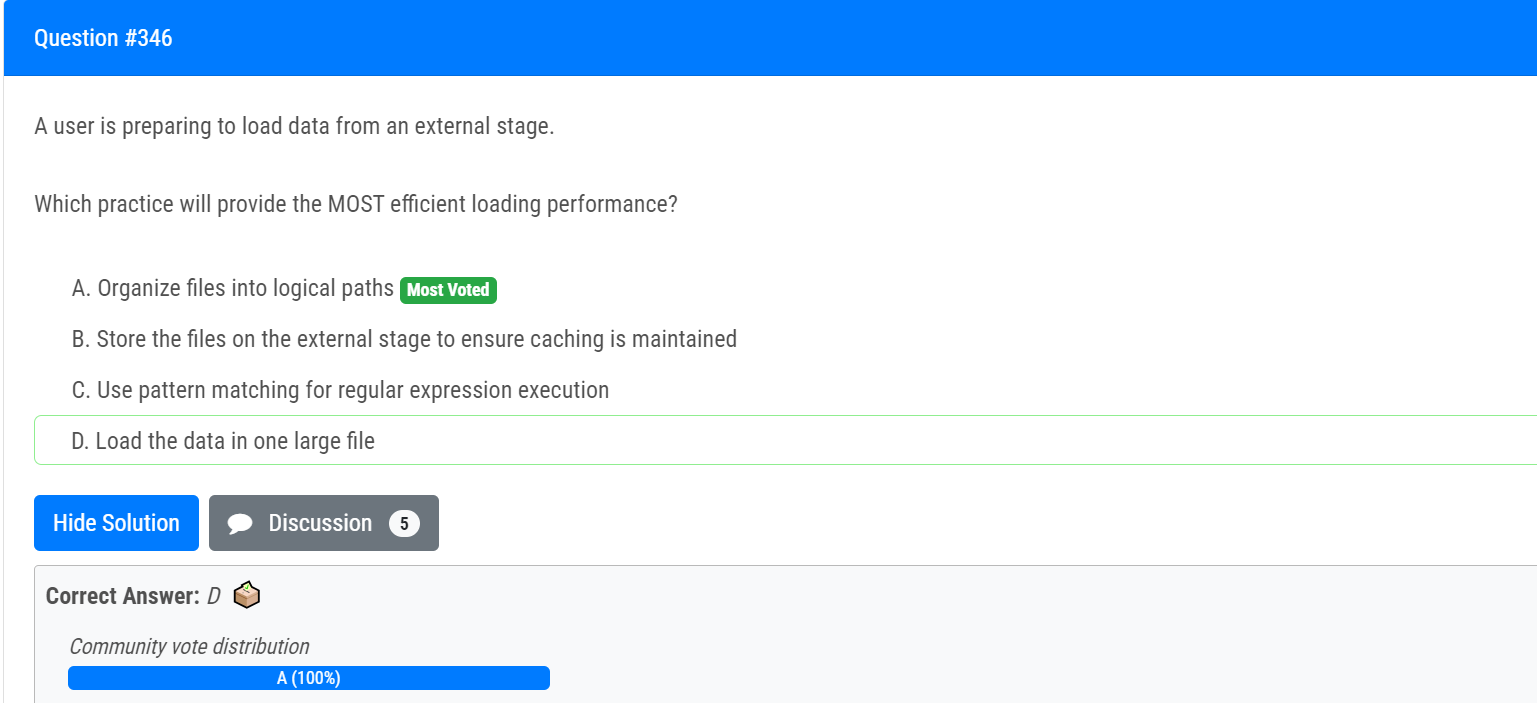 Question #346
A user is preparing to load data from an external stage.
Which practice will provide the MOST efficient loading performance?
A. Organize files into logical paths Most Voted
B. Store the files on the external stage to ensure caching is maintained
C. Use pattern matching for regular expression execution
D. Load the data in one large file
Hide Solution Discussion 5
Correct Answer: D
Community vote distribution
A (100%)